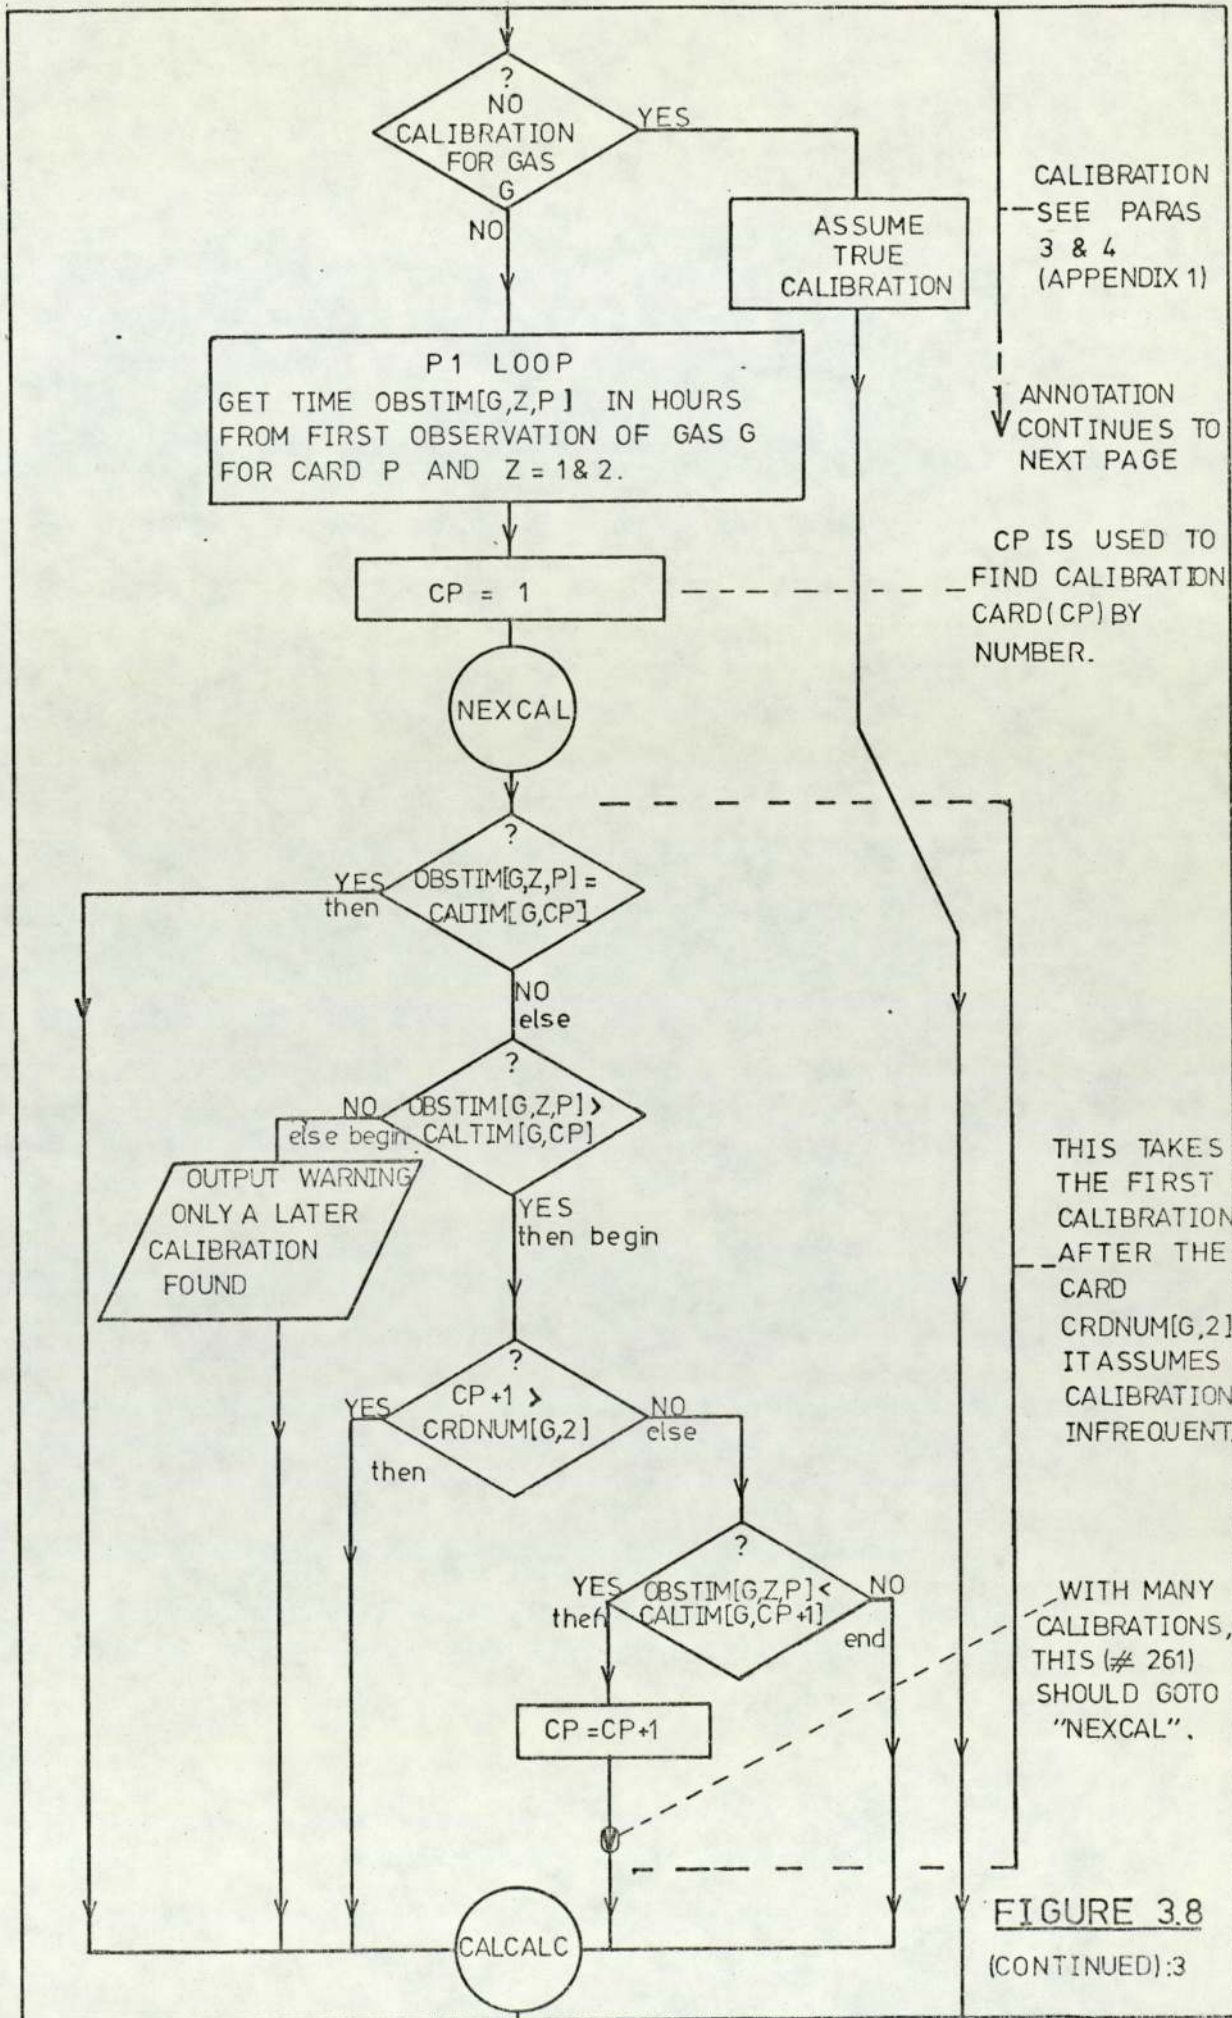 ?
NO
CALIBRATION
FOR GAS
G
YES
NO
ASSUME
TRUE
CALIBRATION
CALIBRATION
SEE PARAS
3 & 4
(APPENDIX 1)
P1 LOOP
GET TIME OBSTIM[G,Z,P] IN HOURS
FROM FIRST OBSERVATION OF GAS G
FOR CARD P AND Z = 1&2.
ANNOTATION
CONTINUES TO
NEXT PAGE
CP = 1
CP IS USED TO
FIND CALIBRATION
CARD(CP) BY
NUMBER.
NEXCAL
?
OBSTIM[G,Z,P] =
CALTIM[G,CP]
YES
then
NO
else
?
OBSTIM[G,Z,P] >
CALTIM[G,CP]
NO
else begin
OUTPUT WARNING
ONLY A LATER
CALIBRATION
FOUND
YES
then begin
THIS TAKES
THE FIRST
CALIBRATION
AFTER THE
CARD
CRDNUM[G,2]
IT ASSUMES
CALIBRATION
INFREQUENT.
?
CP+1 >
CRDNUM[G,2]
YES
then
NO
else
?
OBSTIM[G,Z,P] <
CALTIM[G,CP+1]
YES
then
NO
end
CP = CP+1
WITH MANY
CALIBRATIONS,
THIS (# 261)
SHOULD GOTO
"NEXCAL".
CALCALC
FIGURE 3.8
(CONTINUED):3